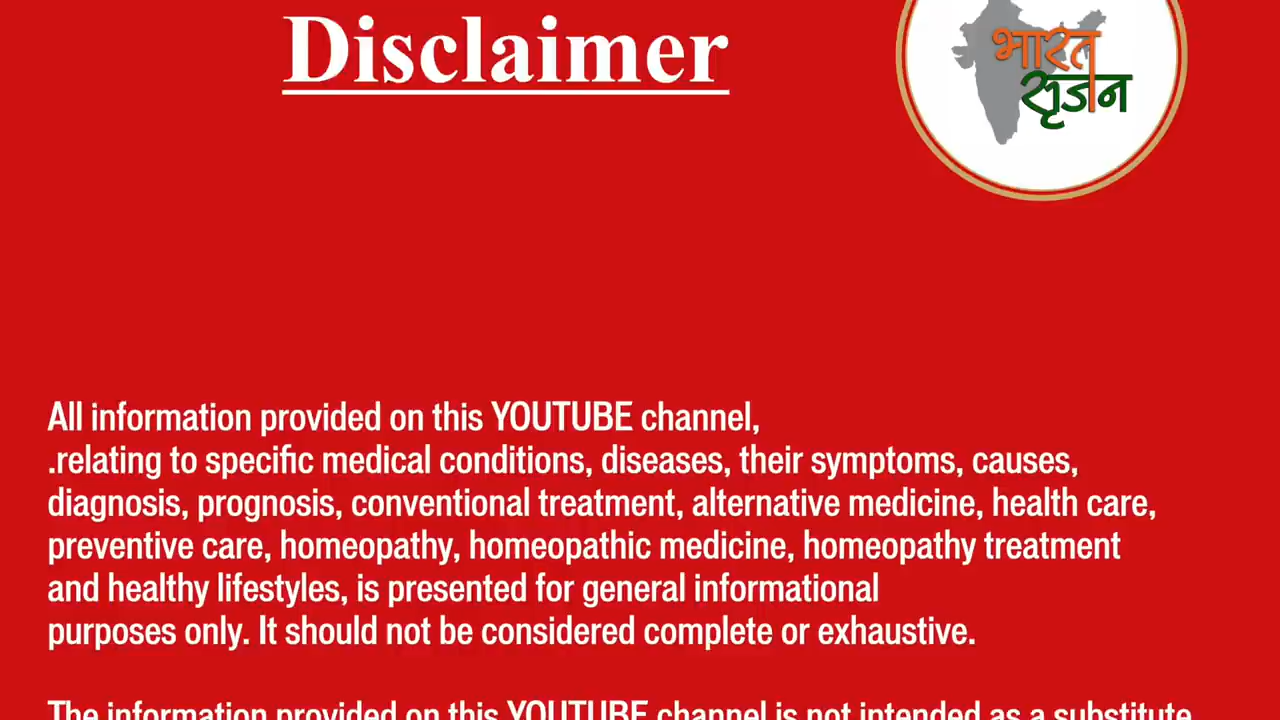 Disclaimer
भारत
सृजन
All information provided on this YOUTUBE channel,
.relating to specific medical conditions, diseases, their symptoms, causes,
diagnosis, prognosis, conventional treatment, alternative medicine, health care,
preventive care, homeopathy, homeopathic medicine, homeopathy treatment
and healthy lifestyles, is presented for general informational
purposes only. It should not be considered complete or exhaustive.
The information provided on this YOUTUBE channel is not intended as a substitute